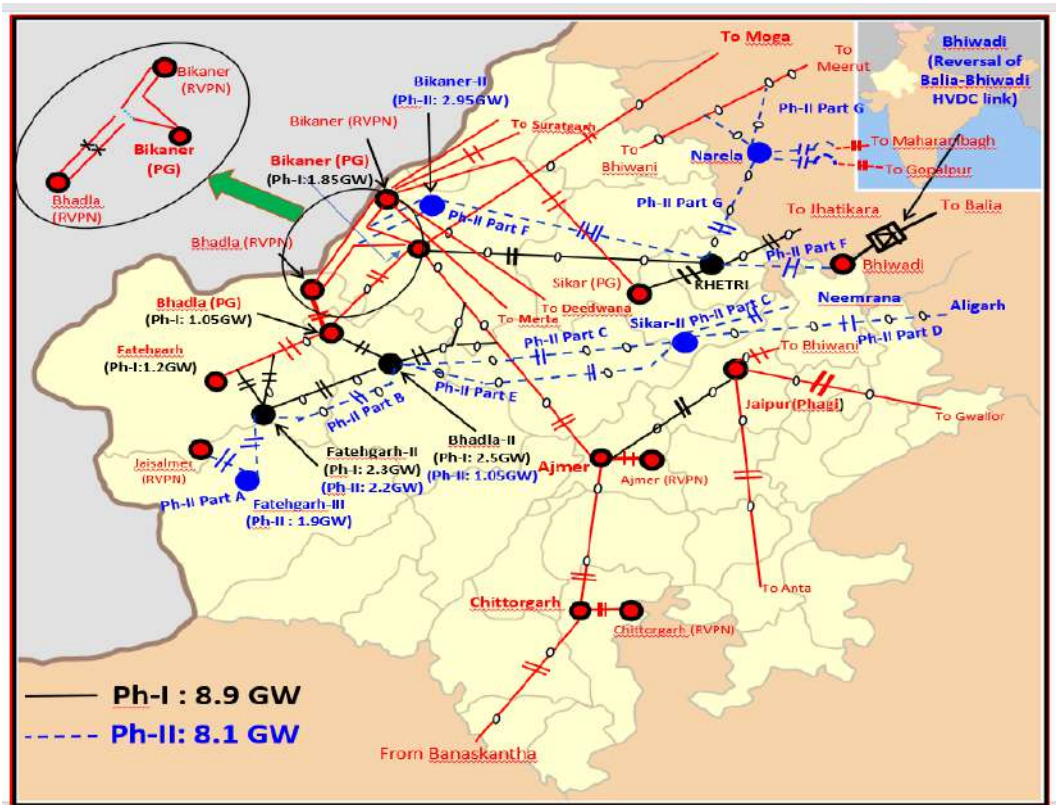 Bikaner
(RVPN)
Bikaner
(PG)
Bhadla
(RVPN)
Bikaner-II
(Ph-II: 2.95GW)
To Moga
To
Meerut
Bhiwadi
(Reversal of
Balia-Bhiwadi
HVDC link)
Ph-II Part G
Bikaner (RVPN)
To Suratgarh
To
Bhiwani
Narela
To Maharanibagh
To Gopalpur
Bikaner (PG)
(Ph-I:1.85GW)
Ph-II Part F
Ph-II Part G
To Jhatikara
To Balia
Bhadla (RVPN)
Ph-II Part F
Bhiwadi
KHETRI
Sikar (PG)
Bhadla (PG)
(Ph-I: 1.05GW)
To Merta
To Deedwana
Ph-II Part C
Sikar-II
Ph-II Part C
Neemrana
Aligarh
Ph-II Part D
Fatehgarh
(Ph-I:1.2GW)
To Bhiwani
Ph-II Part B
Ph-II Part E
Jaipur(Phagi)
To Gwalior
Bhadla-II
(Ph-I: 2.5GW)
(Ph-II: 1.05GW)
Fatehgarh-II
(Ph-I: 2.3GW)
(Ph-II: 2.2GW)
Jaisalmer
(RVPN)
Ajmer
Ajmer (RVPN)
Ph-II Part A
Fatehgarh-III
(Ph-II : 1.9GW)
To Anta
Chittorgarh
Chittorgarh (RVPN)
Ph-I : 8.9 GW
Ph-II: 8.1 GW
From Banaskantha